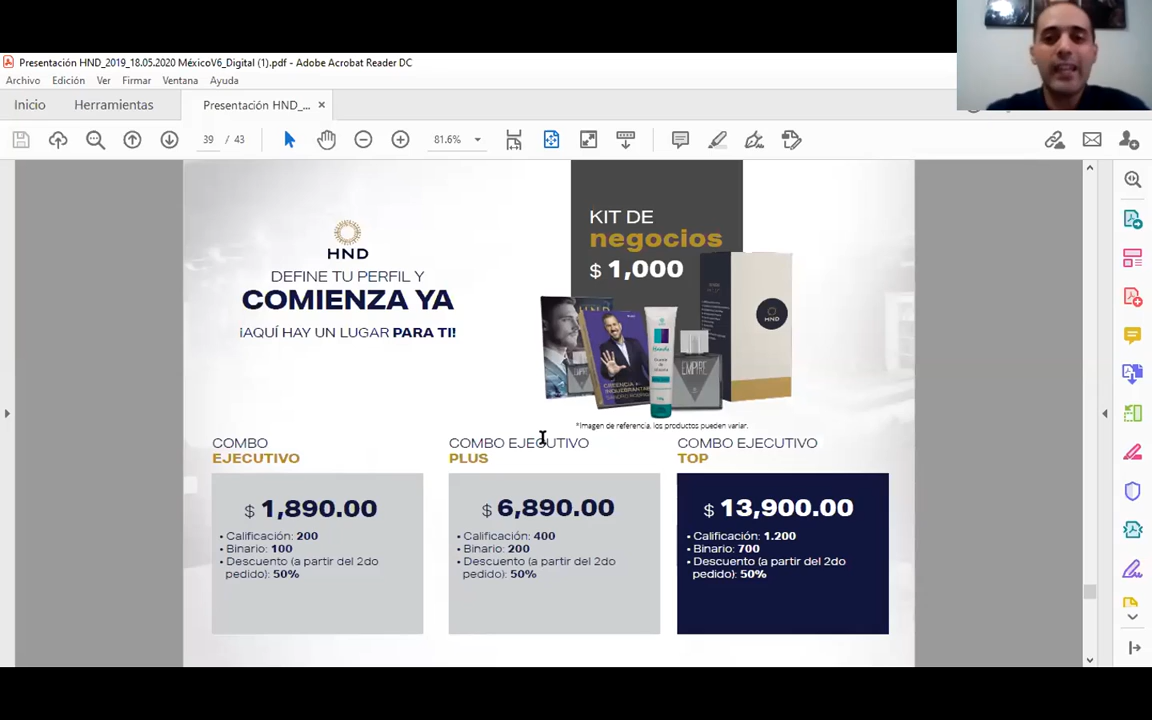 Presentación HND_2019_18.05.2020 MéxicoV6_Digital (1).pdf - Adobe Acrobat Reader DC
Archivo Edición Ver Firmar Ventana Ayuda
Inicio Herramientas Presentación HND_... ×
39 / 43 81.6%
HND
DEFINE TU PERFIL Y
COMIENZA YA
¡AQUÍ HAY UN LUGAR PARA TI!
KIT DE
negocios
$ 1,000
HND
EMPIRE
CREENCIA
INQUEBRANTABLE
*Imagen de referencia. los productos pueden variar.
COMBO
EJECUTIVO
$ 1,890.00
• Calificación: 200
• Binario: 100
• Descuento (a partir del 2do
pedido): 50%
COMBO EJECUTIVO
PLUS
$ 6,890.00
• Calificación: 400
• Binario: 200
• Descuento (a partir del 2do
pedido): 50%
COMBO EJECUTIVO
TOP
$ 13,900.00
• Calificación: 1.200
• Binario: 700
• Descuento (a partir del 2do
pedido): 50%